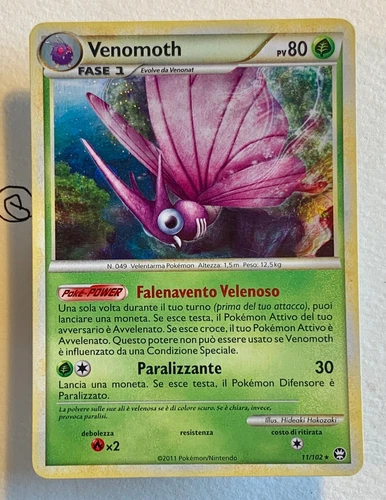 Venomoth
PV 80
FASE 1
Evolve da Venonat
N. 049 Velentarma Pokémon Altezza: 1,5m Peso: 12,5kg
Poké-POWER Falenavento Velenoso
Una sola volta durante il tuo turno (prima del tuo attacco), puoi
lanciare una moneta. Se esce testa, il Pokémon Attivo del tuo
avversario è Avvelenato. Se esce croce, il tuo Pokémon Attivo è
Avvelenato. Questo potere non può essere usato se Venomoth
è influenzato da una Condizione Speciale.
Paralizzante 30
Lancia una moneta. Se esce testa, il Pokémon Difensore è
Paralizzato.
La polvere sulle ali è velenosa se è di colore scuro. Se è chiara, invece,
provoca paralisi.
Illus. Hideaki Hakozaki
debolezza resistenza costo di ritirata
×2
©2011 Pokémon/Nintendo
11/102 ★